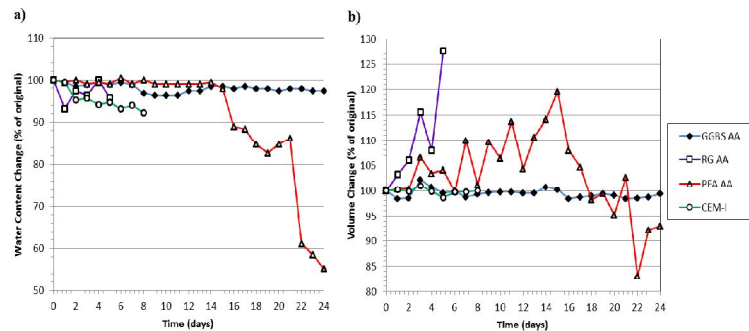 a)
110
100
90
80
70
60
50
Water Content Change (% of original)
0 2 4 6 8 10 12 14 16 18 20 22 24
Time (days)
b)
130
125
120
115
110
105
100
95
90
85
80
Volume Change (% of original)
0 2 4 6 8 10 12 14 16 18 20 22 24
Time (days)
GGBS AA
RG AA
PFA AA
CEM-I